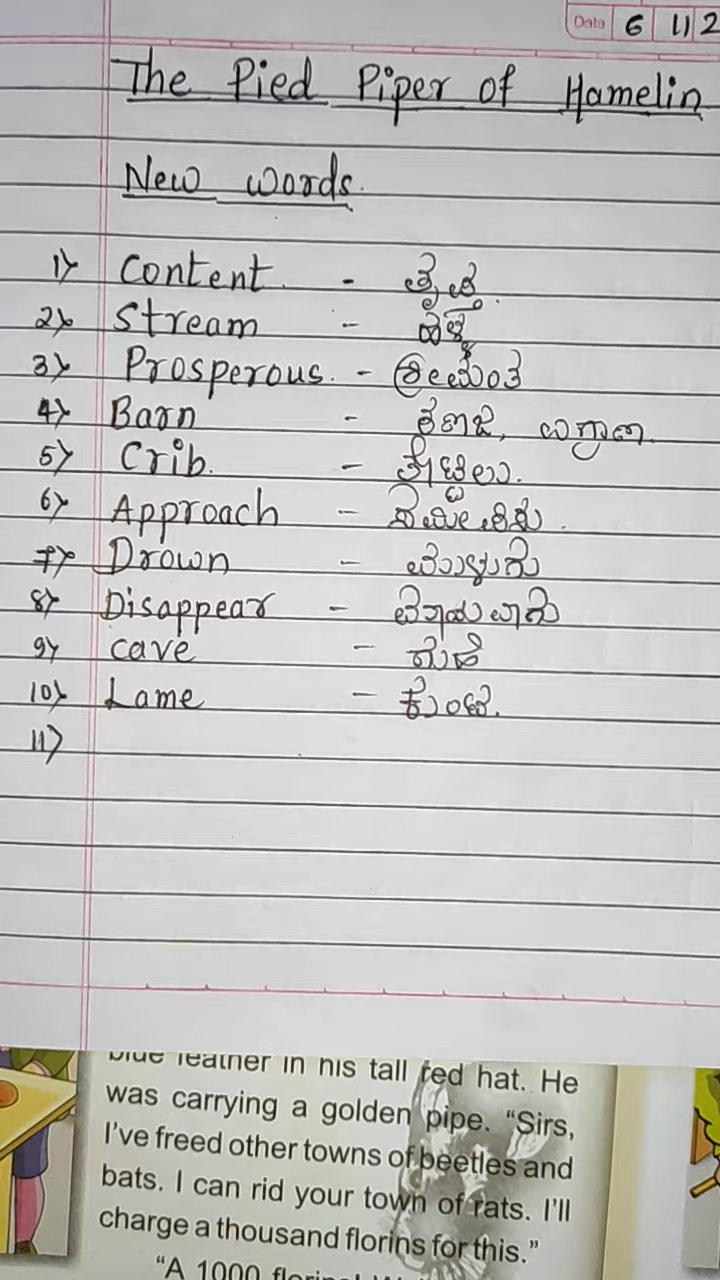 Date 6 11 2
The Pied Piper of Hamelin
New words.
1) Content - ತೃಪ್ತಿ.
2) Stream - ಹಳ್ಳ
3) Prosperous. - ಶ್ರೀಮಂತ
4) Barn - ಕಣಜ,
5) Crib. - ತೊಟ್ಟಿಲು.
6) Approach - ಸಮೀಪಿಸು.
7) Drown - ಮುಳುಗು
8) Disappear - ಮಾಯವಾಗು
9) cave - ಗುಹೆ
10) Lame - ಕುಂಟ.
11)
blue feather in his tall red hat. He
was carrying a golden pipe. “Sirs,
I've freed other towns of beetles and
bats. I can rid your town of rats. I'll
charge a thousand florins for this.”
“A 1000